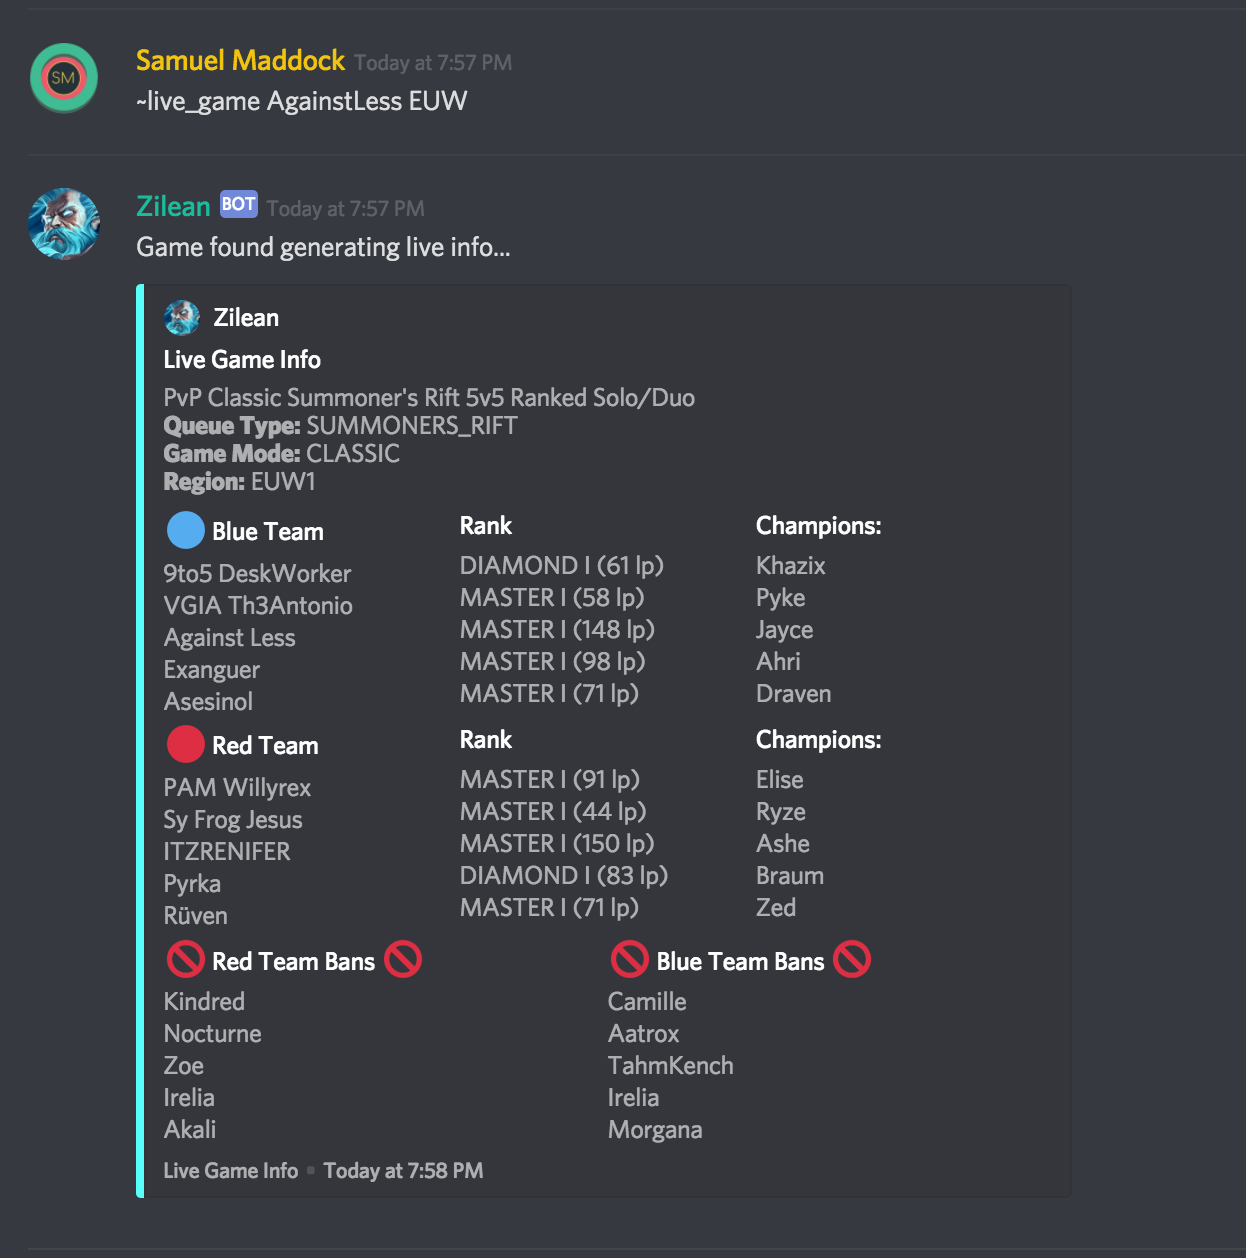 SM
Samuel Maddock Today at 7:57 PM
~live_game AgainstLess EUW
Zilean BOT Today at 7:57 PM
Game found generating live info...
Zilean
Live Game Info
PvP Classic Summoner's Rift 5v5 Ranked Solo/Duo
Queue Type: SUMMONERS_RIFT
Game Mode: CLASSIC
Region: EUW1
Blue Team Rank Champions:
9to5 DeskWorker DIAMOND I (61 lp) Khazix
VGIA Th3Antonio MASTER I (58 lp) Pyke
Against Less MASTER I (148 lp) Jayce
Exanguer MASTER I (98 lp) Ahri
Asesinol MASTER I (71 lp) Draven
Red Team Rank Champions:
PAM Willyrex MASTER I (91 lp) Elise
Sy Frog Jesus MASTER I (44 lp) Ryze
ITZRENIFER MASTER I (150 lp) Ashe
Pyrka DIAMOND I (83 lp) Braum
Rüven MASTER I (71 lp) Zed
Red Team Bans Blue Team Bans
Kindred Camille
Nocturne Aatrox
Zoe TahmKench
Irelia Irelia
Akali Morgana
Live Game Info • Today at 7:58 PM